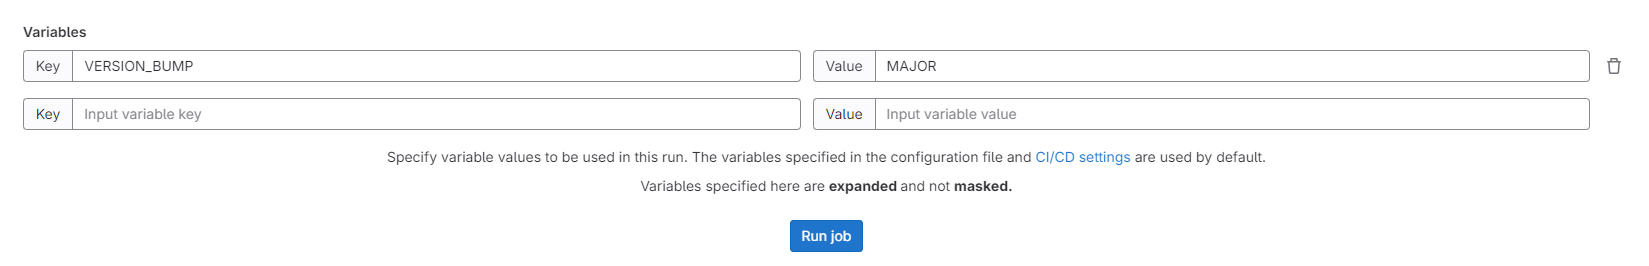 Variables
Key VERSION_BUMP Value MAJOR
Key Input variable key Value Input variable value
Specify variable values to be used in this run. The variables specified in the configuration file and CI/CD settings are used by default.
Variables specified here are expanded and not masked.
Run job